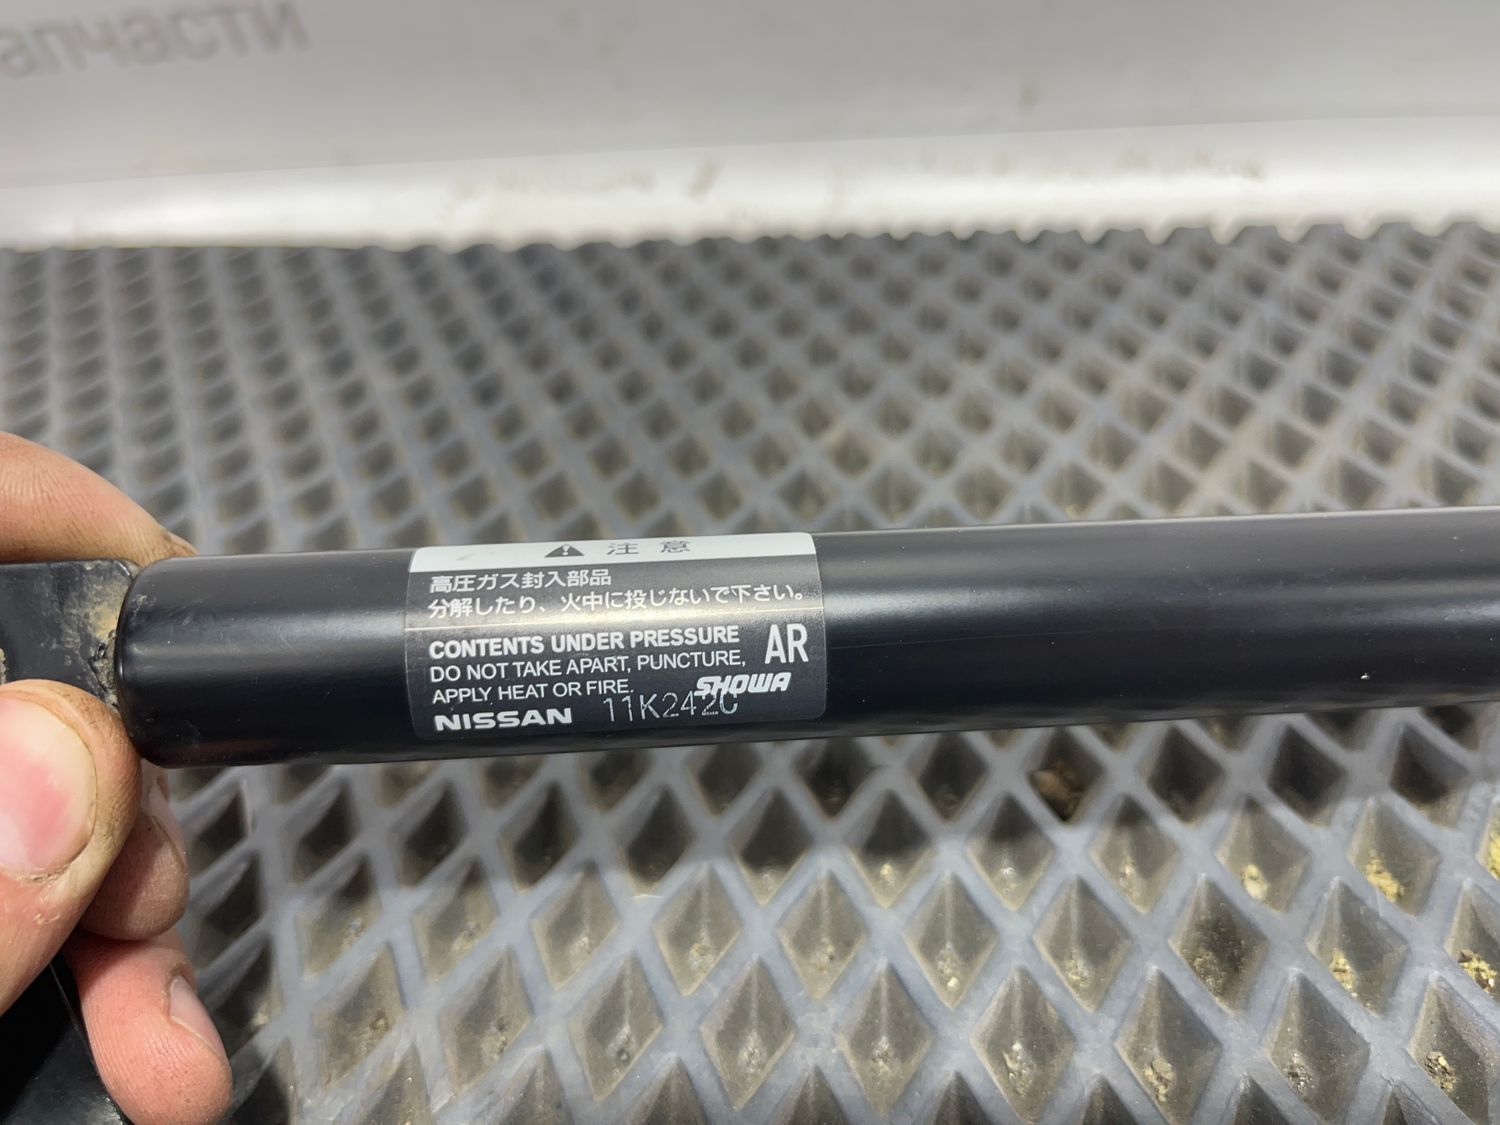 запчасти
⚠ 注意
高圧ガス封入部品
分解したり、火中に投じないで下さい。
CONTENTS UNDER PRESSURE
DO NOT TAKE APART, PUNCTURE,
APPLY HEAT OR FIRE.
AR
SHOWA
NISSAN 11K242C